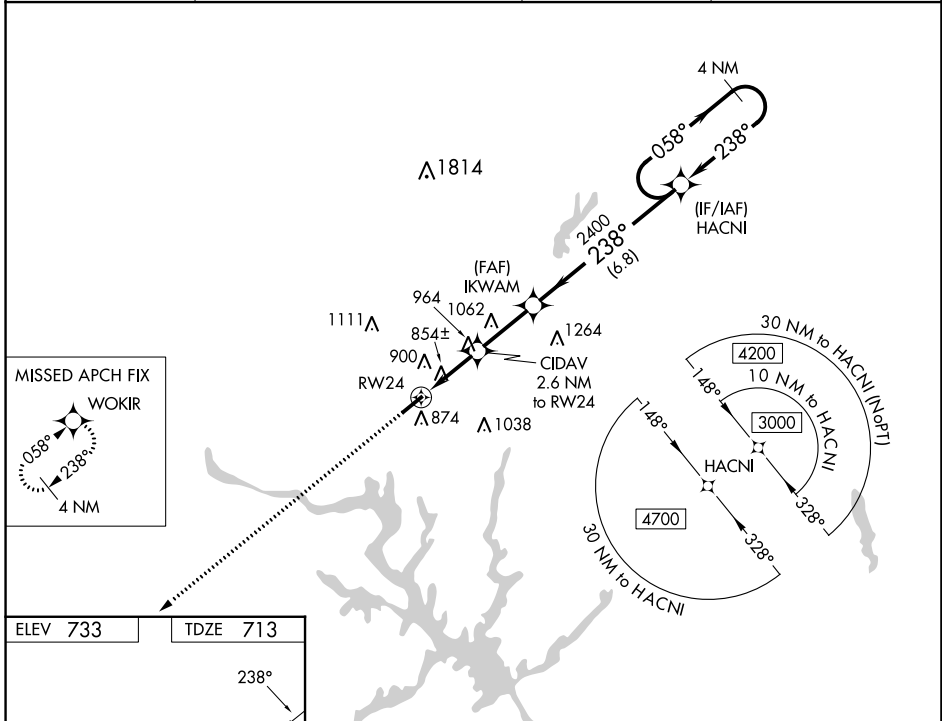 4 NM
058°
238°
1814
(IF/IAF)
HACNI
2400
238°
(6.8)
(FAF)
IKWAM
964
1062
1111
854±
1264
900
CIDAV
2.6 NM
to RW24
RW24
874
1038
MISSED APCH FIX
WOKIR
058°
238°
4 NM
30 NM to HACNI (NoPT)
4200
148°
10 NM to HACNI
3000
148°
HACNI
328°
4700
328°
30 NM to HACNI
ELEV 733
TDZE 713
238°